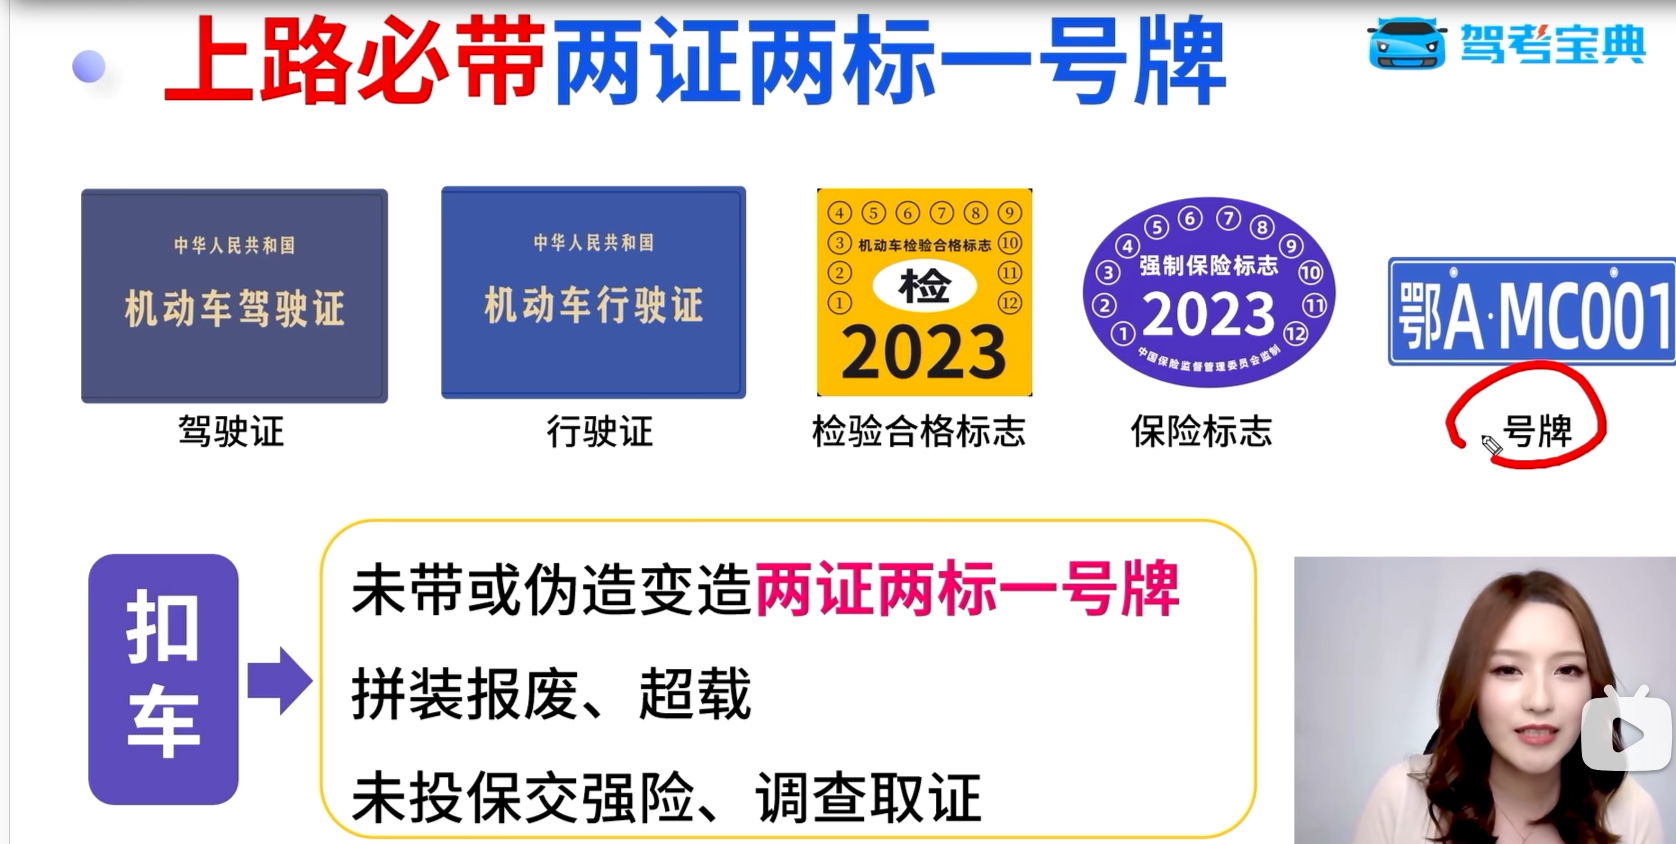 上路必带两证两标一号牌
驾考宝典
中华人民共和国
机动车驾驶证
驾驶证
中华人民共和国
机动车行驶证
行驶证
④ ⑤ ⑥ ⑦ ⑧ ⑨
③ 机动车检验合格标志 ⑩
② 检 ⑪
① ⑫
2023
检验合格标志
① ② ③ ④ ⑤ ⑥ ⑦ ⑧ ⑨ ⑩ ⑪ ⑫
强制保险标志
2023
中国保险监督管理委员会监制
保险标志
鄂A·MC001
号牌
扣车
未带或伪造变造两证两标一号牌
拼装报废、超载
未投保交强险、调查取证